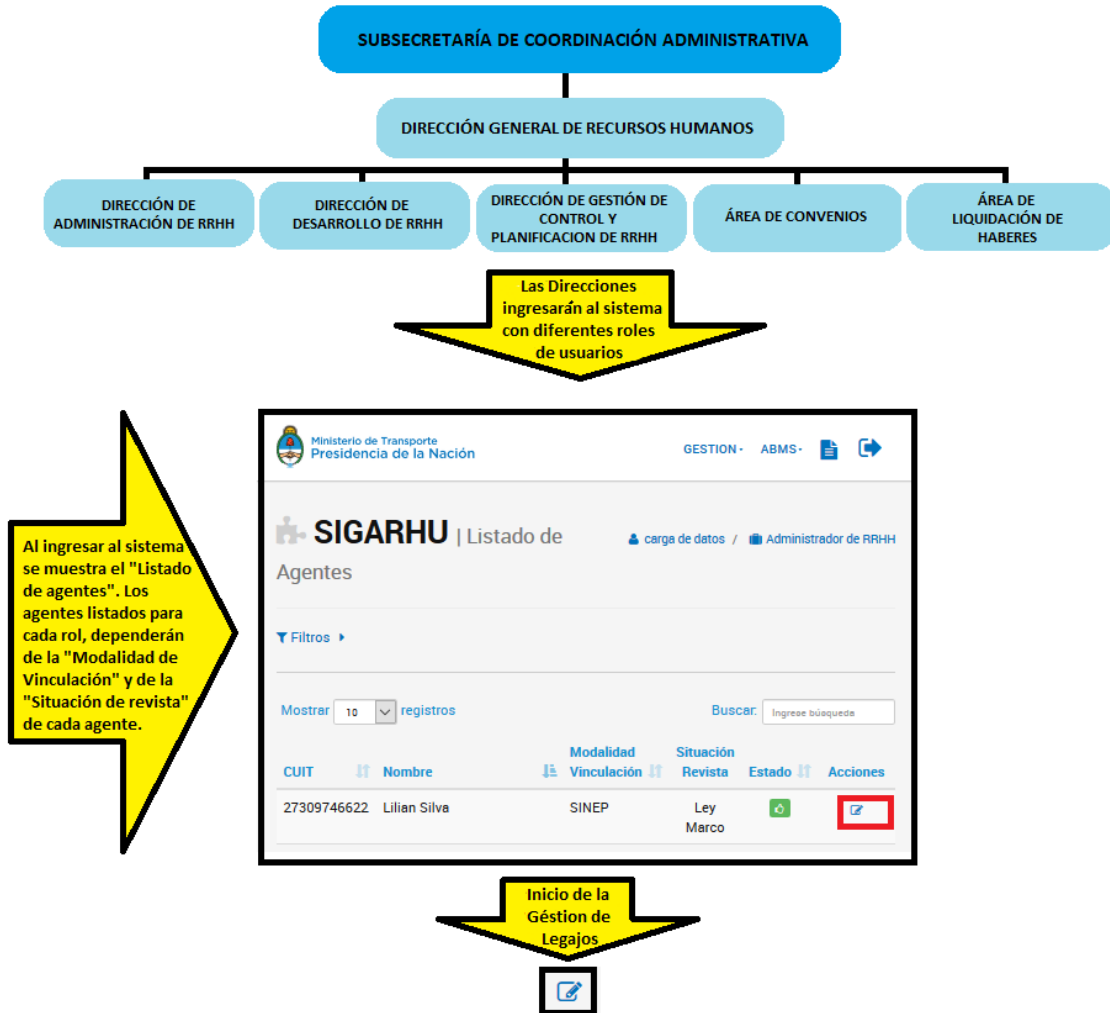 SUBSECRETARÍA DE COORDINACIÓN ADMINISTRATIVA
DIRECCIÓN GENERAL DE RECURSOS HUMANOS
DIRECCIÓN DE
ADMINISTRACIÓN DE RRHH
DIRECCIÓN DE
DESARROLLO DE RRHH
DIRECCIÓN DE GESTIÓN DE
CONTROL Y
PLANIFICACION DE RRHH
ÁREA DE CONVENIOS
ÁREA DE
LIQUIDACIÓN DE
HABERES
Las Direcciones
ingresarán al sistema
con diferentes roles
de usuarios
Al ingresar al sistema
se muestra el "Listado
de agentes". Los
agentes listados para
cada rol, dependerán
de la "Modalidad de
Vinculación" y de la
"Situación de revista"
de cada agente.
Ministerio de Transporte
Presidencia de la Nación
GESTION
ABMS
SIGARHU | Listado de
Agentes
carga de datos / Administrador de RRHH
Filtros
Mostrar 10 registros
Buscar: Ingrese búsqueda
CUIT Nombre Modalidad Vinculación Situación Revista Estado Acciones
27309746622 Lilian Silva SINEP Ley Marco
Inicio de la
Géstion de
Legajos